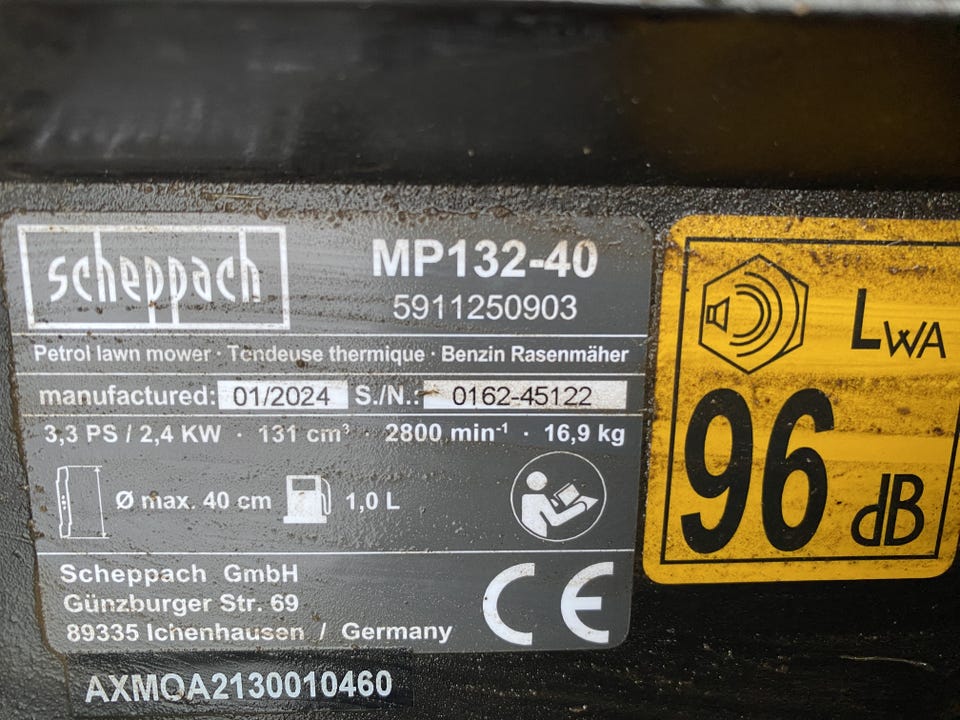 scheppach
MP132-40
5911250903
Petrol lawn mower · Tondeuse thermique · Benzin Rasenmäher
manufactured: 01/2024 S./N.: 0162-45122
3,3 PS / 2,4 KW · 131 cm³ · 2800 min⁻¹ · 16,9 kg
Ø max. 40 cm 1,0 L
Scheppach GmbH
Günzburger Str. 69
89335 Ichenhausen / Germany
CE
AXMOA2130010460
LWA
96 dB